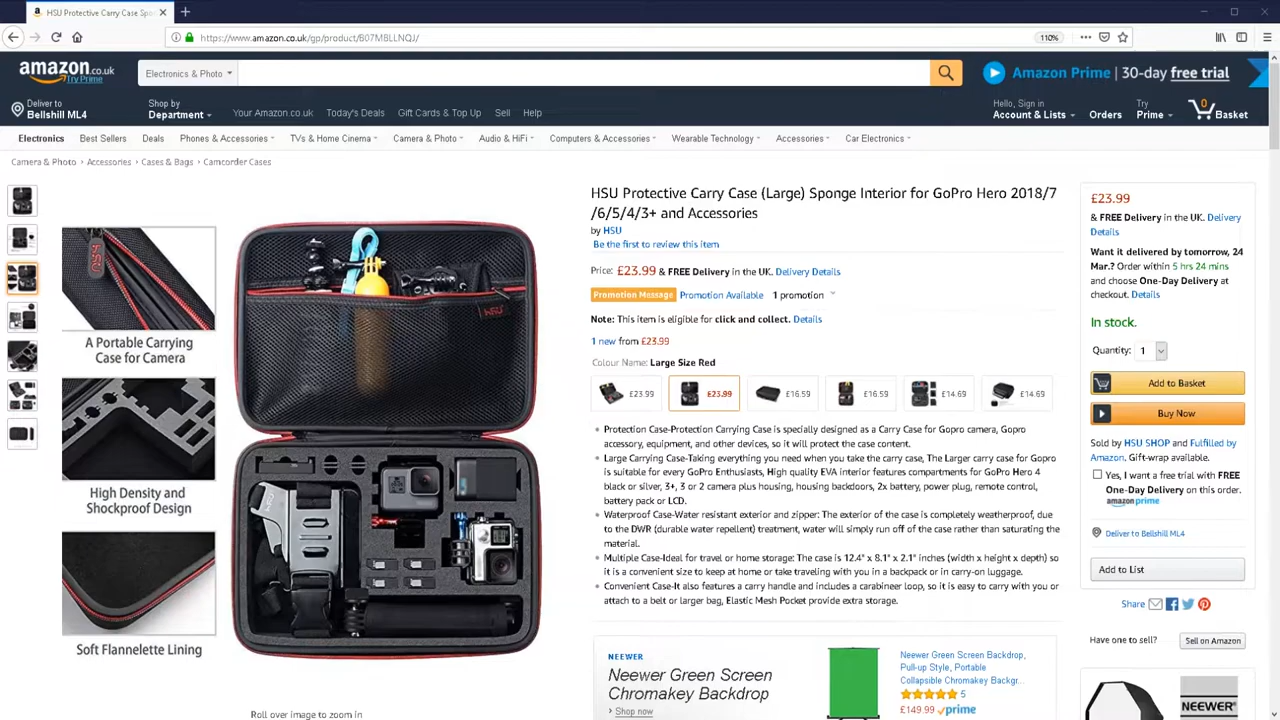 HSU Protective Carry Case Spo
https://www.amazon.co.uk/gp/product/B07M8LLNQJ/
110%
amazon.co.uk
Try Prime
Electronics & Photo
Amazon Prime | 30-day free trial
Deliver to
Bellshill ML4
Shop by
Department
Your Amazon.co.uk Today's Deals Gift Cards & Top Up Sell Help
Hello, Sign in
Account & Lists
Orders
Try
Prime
0
Basket
Electronics Best Sellers Deals Phones & Accessories TVs & Home Cinema Camera & Photo Audio & HiFi Computers & Accessories Wearable Technology Accessories Car Electronics
Camera & Photo › Accessories › Cases & Bags › Camcorder Cases
HSU
A Portable Carrying
Case for Camera
High Density and
Shockproof Design
Soft Flannelette Lining
HSU
Roll over image to zoom in
HSU Protective Carry Case (Large) Sponge Interior for GoPro Hero 2018/7
/6/5/4/3+ and Accessories
by HSU
Be the first to review this item
Price: £23.99 & FREE Delivery in the UK. Delivery Details
Promotion Message Promotion Available 1 promotion
Note: This item is eligible for click and collect. Details
1 new from £23.99
Colour Name: Large Size Red
£23.99 £23.99 £16.59 £16.59 £14.69 £14.69
• Protection Case-Protection Carrying Case is specially designed as a Carry Case for Gopro camera, Gopro
accessory, equipment, and other devices, so it will protect the case content.
• Large Carrying Case-Taking everything you need when you take the carry case, The Larger carry case for Gopro
is suitable for every GoPro Enthusiasts, High quality EVA interior features compartments for GoPro Hero 4
black or silver, 3+, 3 or 2 camera plus housing, housing backdoors, 2x battery, power plug, remote control,
battery pack or LCD.
• Waterproof Case-Water resistant exterior and zipper: The exterior of the case is completely weatherproof, due
to the DWR (durable water repellent) treatment, water will simply run off of the case rather than saturating the
material.
• Multiple Case-Ideal for travel or home storage: The case is 12.4" x 8.1" x 2.1" inches (width x height x depth) so
it is a convenient size to keep at home or take traveling with you in a backpack or in carry-on luggage.
• Convenient Case-It also features a carry handle and includes a carabineer loop, so it is easy to carry with you or
attach to a belt or larger bag, Elastic Mesh Pocket provide extra storage.
NEEWER
Neewer Green Screen
Chromakey Backdrop
› Shop now
Neewer Green Screen Backdrop,
Pull-up Style, Portable
Collapsible Chromakey Backgr...
5
£149.99 prime
£23.99
& FREE Delivery in the UK. Delivery
Details
Want it delivered by tomorrow, 24
Mar.? Order within 5 hrs 24 mins
and choose One-Day Delivery at
checkout. Details
In stock.
Quantity: 1
Add to Basket
Buy Now
Sold by HSU SHOP and Fulfilled by
Amazon. Gift-wrap available.
Yes, I want a free trial with FREE
One-Day Delivery on this order.
amazon prime
Deliver to Bellshill ML4
Add to List
Share
Have one to sell? Sell on Amazon
NEEWER